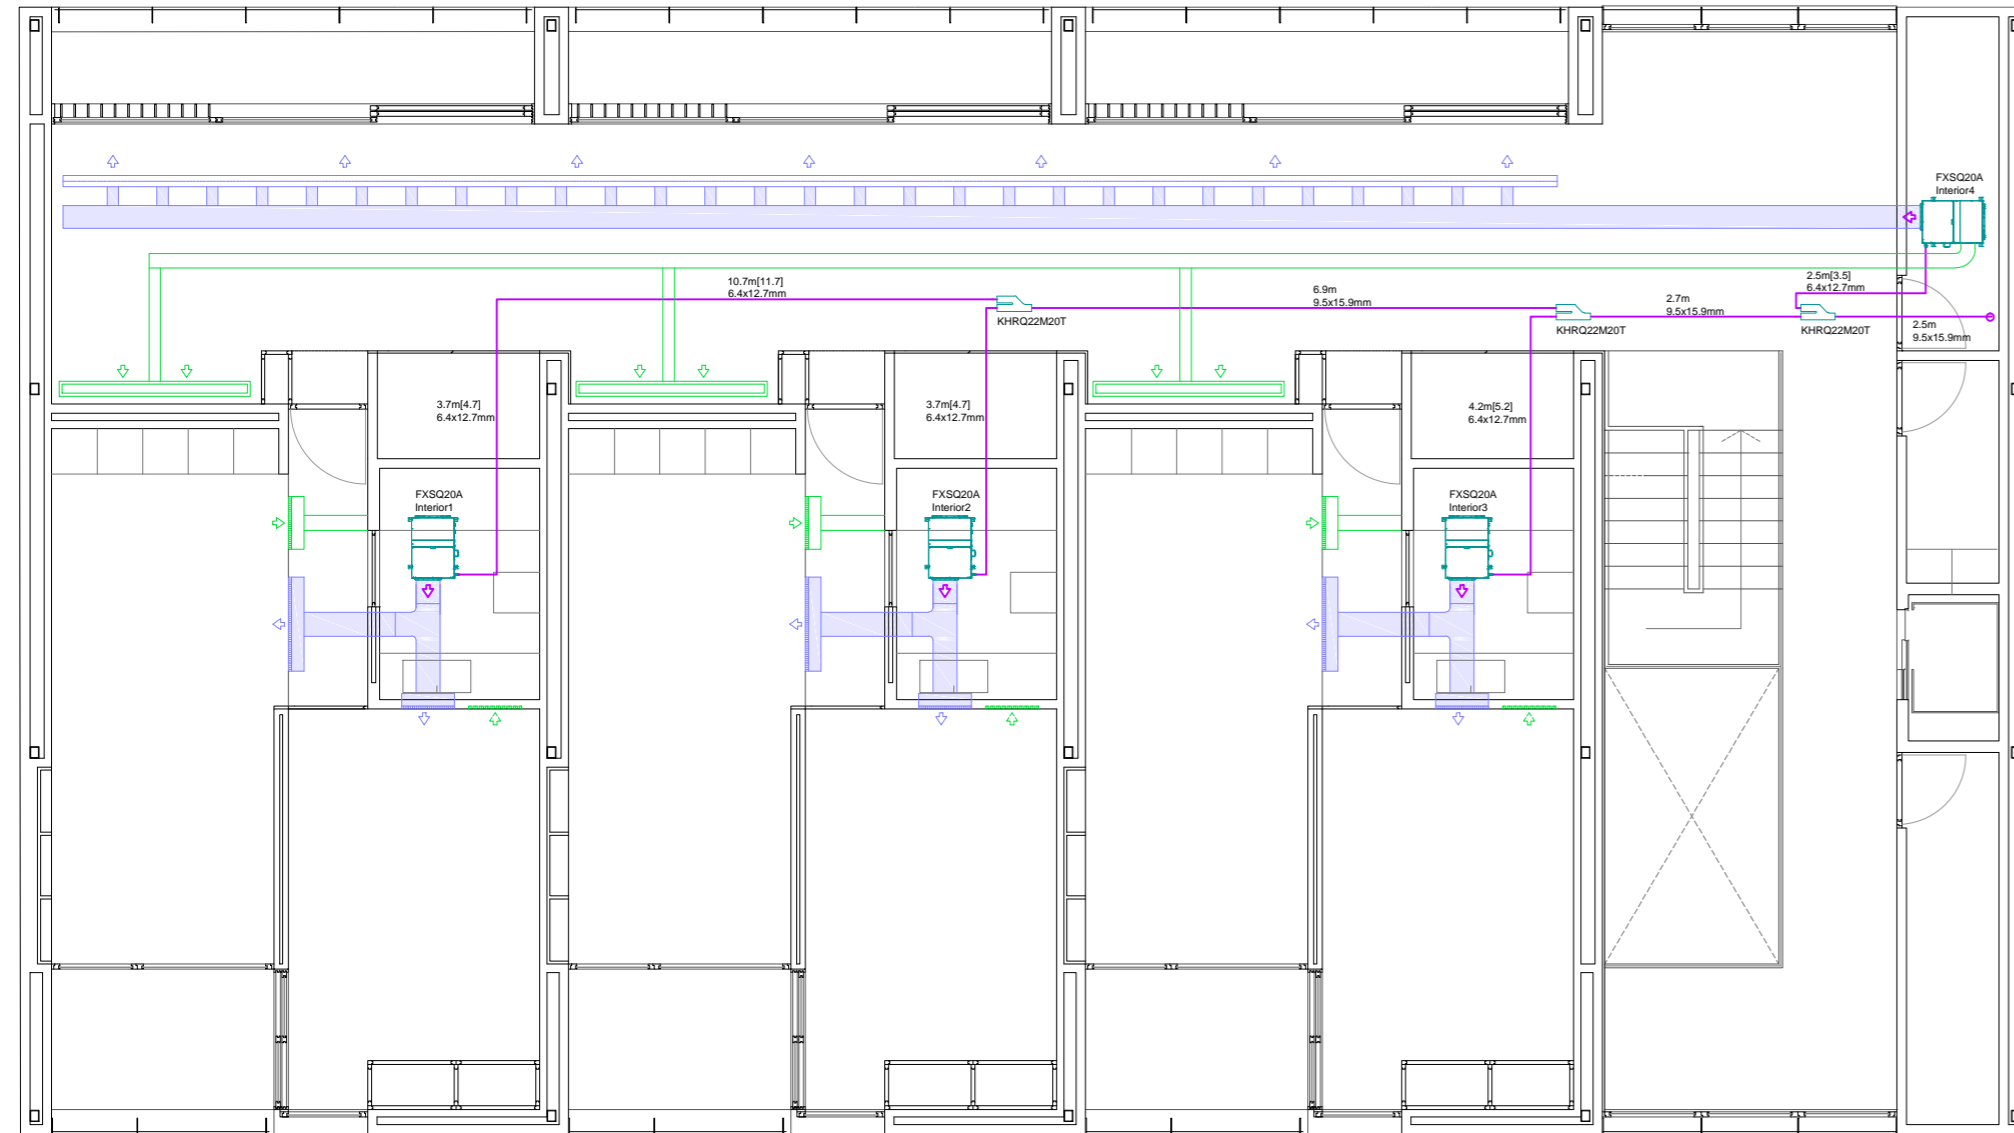 FXSQ20A
Interior4
10.7m[11.7]
6.4x12.7mm
KHRQ22M20T
6.9m
9.5x15.9mm
KHRQ22M20T
2.7m
9.5x15.9mm
2.5m[3.5]
6.4x12.7mm
KHRQ22M20T
2.5m
9.5x15.9mm
3.7m[4.7]
6.4x12.7mm
3.7m[4.7]
6.4x12.7mm
4.2m[5.2]
6.4x12.7mm
FXSQ20A
Interior1
FXSQ20A
Interior2
FXSQ20A
Interior3